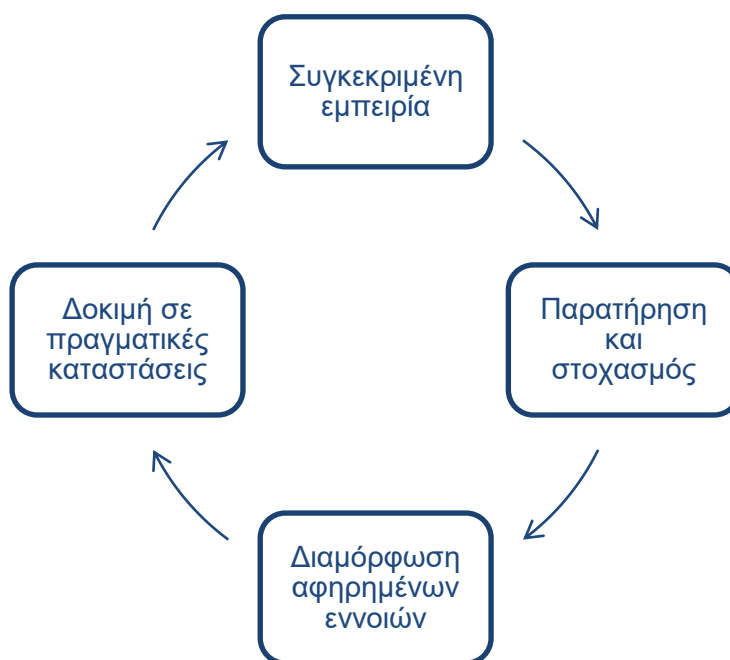 Συγκεκριμένη
εμπειρία
Παρατήρηση
και
στοχασμός
Διαμόρφωση
αφηρημένων
εννοιών
Δοκιμή σε
πραγματικές
καταστάσεις